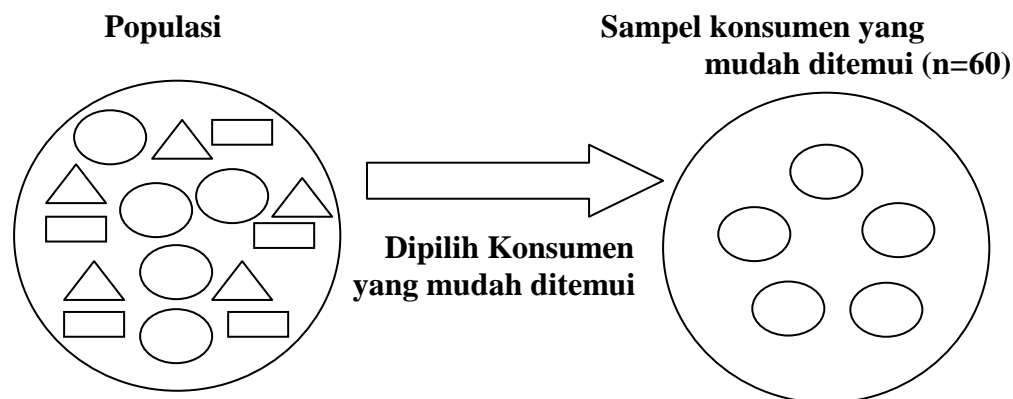 Populasi
Sampel konsumen yang
mudah ditemui (n=60)
Dipilih Konsumen
yang mudah ditemui